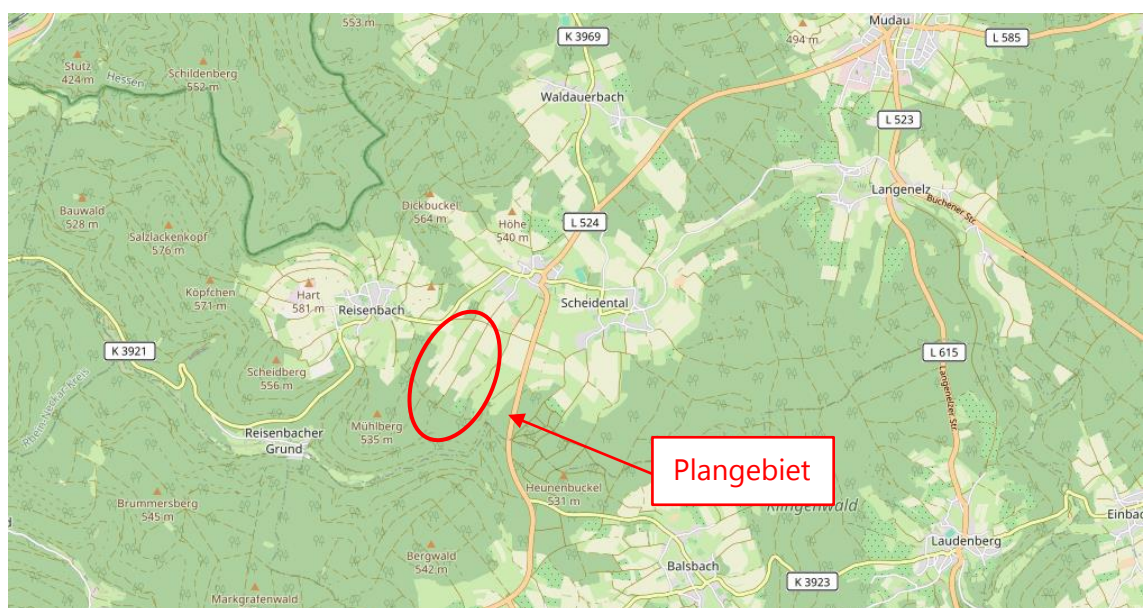 553 m
K 3969
Mudau
L 585
494 m
Stutz
424 m
Hessen
Schildenberg
552 m
Waldauerbach
L 523
Langenelz
Buchener Str.
Bauwald
528 m
Dickbuckel
564 m
Höhe
540 m
L 524
Salzlackenkopf
576 m
Köpfchen
571 m
Hart
581 m
Reisenbach
Scheidental
K 3921
L 615
Scheidberg
556 m
Langenelzer Str.
Rhein-Neckar-Kreis
Mühlberg
535 m
Reisenbacher
Grund
Plangebiet
Heunenbuckel
531 m
Klingenwald
Brummersberg
545 m
Einbac
Laudenberg
Bergwald
542 m
Balsbach
K 3923
Markgrafenwald